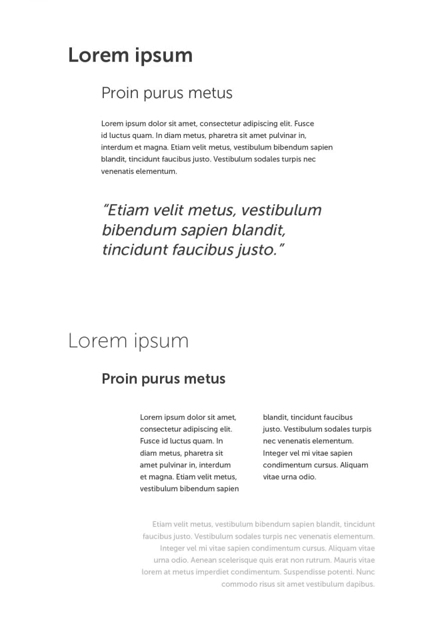 Lorem ipsum
Proin purus metus
Lorem ipsum dolor sit amet, consectetur adipiscing elit. Fusce
id luctus quam. In diam metus, pharetra sit amet pulvinar in,
interdum et magna. Etiam velit metus, vestibulum bibendum sapien
blandit, tincidunt faucibus justo. Vestibulum sodales turpis nec
venenatis elementum.
“Etiam velit metus, vestibulum
bibendum sapien blandit,
tincidunt faucibus justo.”
Lorem ipsum
Proin purus metus
Lorem ipsum dolor sit amet,
consectetur adipiscing elit.
Fusce id luctus quam. In
diam metus, pharetra sit
amet pulvinar in, interdum
et magna. Etiam velit metus,
vestibulum bibendum sapien
blandit, tincidunt faucibus
justo. Vestibulum sodales turpis
nec venenatis elementum.
Integer vel mi vitae sapien
condimentum cursus. Aliquam
vitae urna odio.
Etiam velit metus, vestibulum bibendum sapien blandit, tincidunt
faucibus justo. Vestibulum sodales turpis nec venenatis elementum.
Integer vel mi vitae sapien condimentum cursus. Aliquam vitae
urna odio. Aenean scelerisque quis erat non rutrum. Mauris vitae
lorem at metus imperdiet condimentum. Suspendisse potenti. Nunc
commodo risus sit amet vestibulum dapibus.